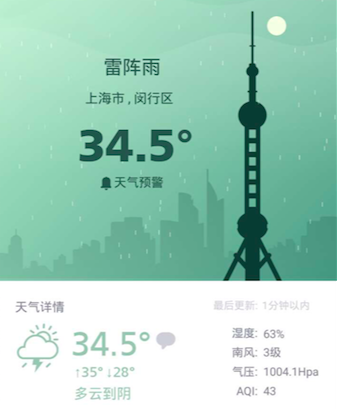 雷阵雨
上海市，闵行区
34.5°
天气预警
天气详情
最后更新: 1分钟以内
34.5°
↑35° ↓28°
多云到阴
湿度: 63%
南风: 3级
气压: 1004.1Hpa
AQI: 43